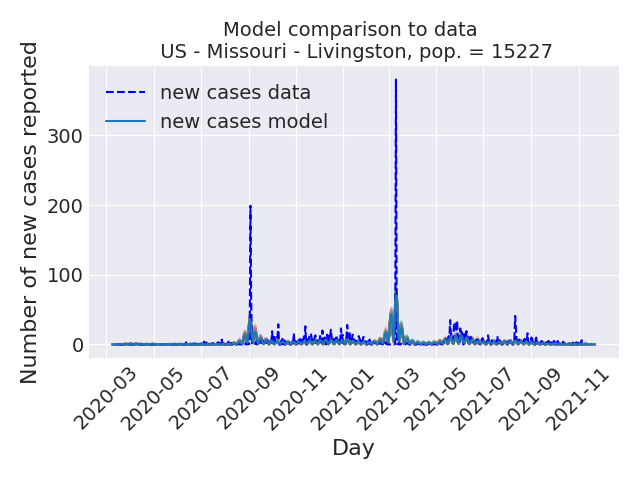 Model comparison to data
US - Missouri - Livingston, pop. = 15227
Number of new cases reported
new cases data
new cases model
300
200
100
0
2020-03
2020-05
2020-07
2020-09
2020-11
2021-01
2021-03
2021-05
2021-07
2021-09
2021-11
Day